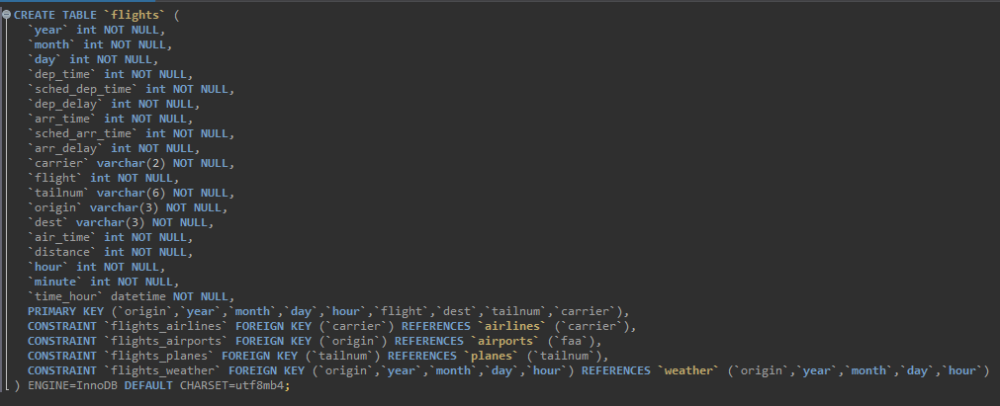 CREATE TABLE `flights` (
  `year` int NOT NULL,
  `month` int NOT NULL,
  `day` int NOT NULL,
  `dep_time` int NOT NULL,
  `sched_dep_time` int NOT NULL,
  `dep_delay` int NOT NULL,
  `arr_time` int NOT NULL,
  `sched_arr_time` int NOT NULL,
  `arr_delay` int NOT NULL,
  `carrier` varchar(2) NOT NULL,
  `flight` int NOT NULL,
  `tailnum` varchar(6) NOT NULL,
  `origin` varchar(3) NOT NULL,
  `dest` varchar(3) NOT NULL,
  `air_time` int NOT NULL,
  `distance` int NOT NULL,
  `hour` int NOT NULL,
  `minute` int NOT NULL,
  `time_hour` datetime NOT NULL,
  PRIMARY KEY (`origin`,`year`,`month`,`day`,`hour`,`flight`,`dest`,`tailnum`,`carrier`),
  CONSTRAINT `flights_airlines` FOREIGN KEY (`carrier`) REFERENCES `airlines` (`carrier`),
  CONSTRAINT `flights_airports` FOREIGN KEY (`origin`) REFERENCES `airports` (`faa`),
  CONSTRAINT `flights_planes` FOREIGN KEY (`tailnum`) REFERENCES `planes` (`tailnum`),
  CONSTRAINT `flights_weather` FOREIGN KEY (`origin`,`year`,`month`,`day`,`hour`) REFERENCES `weather` (`origin`,`year`,`month`,`day`,`hour`)
) ENGINE=InnoDB DEFAULT CHARSET=utf8mb4;